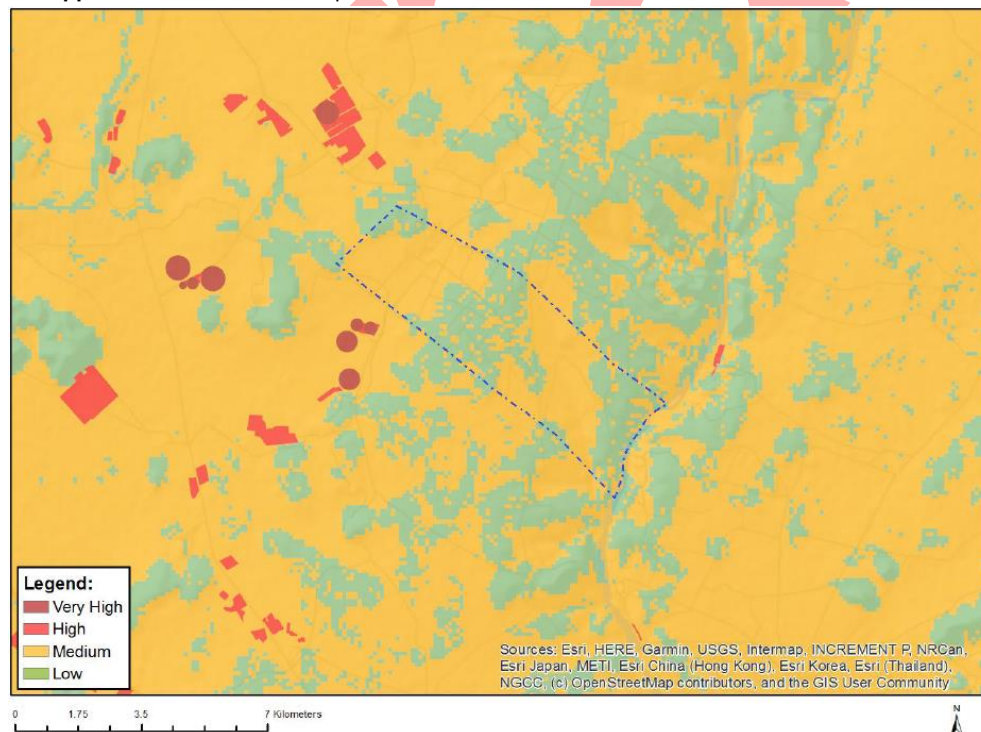 Legend:
Very High
High
Medium
Low
Sources: Esri, HERE, Garmin, USGS, Intermap, INCREMENT P, NRCan,
Esri Japan, METI, Esri China (Hong Kong), Esri Korea, Esri (Thailand),
NGCC, (c) OpenStreetMap contributors, and the GIS User Community
0 1.75 3.5 7 Kilometers
N